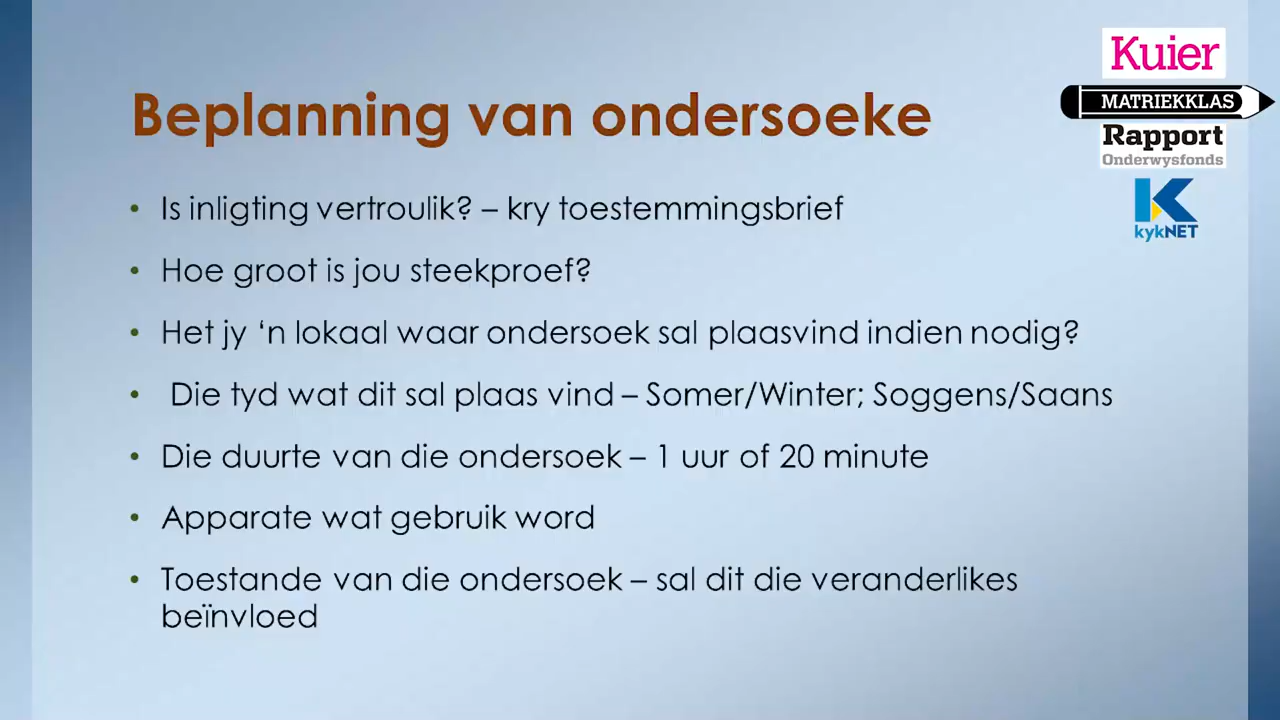 Kuier
MATRIEKKLAS
Rapport
Onderwysfonds
kykNET
Beplanning van ondersoeke
• Is inligting vertroulik? – kry toestemmingsbrief
• Hoe groot is jou steekproef?
• Het jy ‘n lokaal waar ondersoek sal plaasvind indien nodig?
• Die tyd wat dit sal plaas vind – Somer/Winter; Soggens/Saans
• Die duurte van die ondersoek – 1 uur of 20 minute
• Apparate wat gebruik word
• Toestande van die ondersoek – sal dit die veranderlikes
beïnvloed